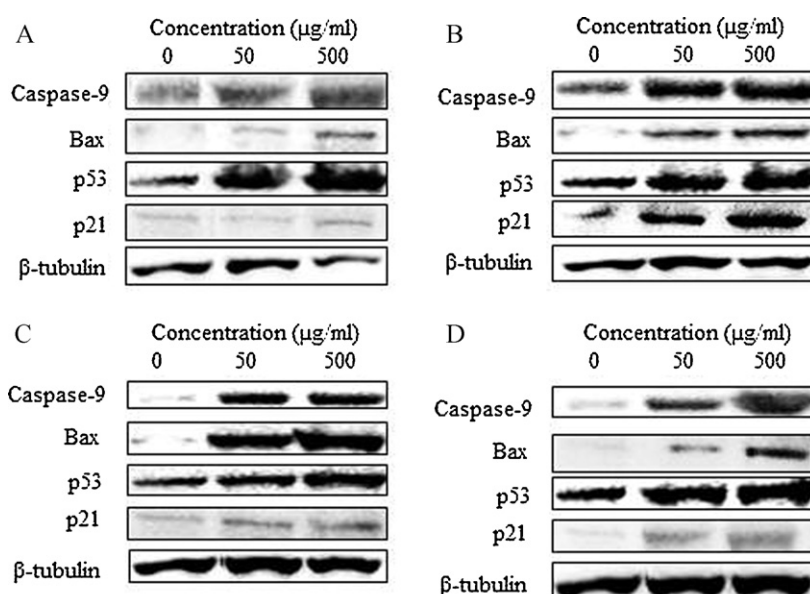 A
Concentration (µg/ml)
0 50 500
Caspase-9
Bax
p53
p21
β-tubulin
B
Concentration (µg/ml)
0 50 500
Caspase-9
Bax
p53
p21
β-tubulin
C
Concentration (µg/ml)
0 50 500
Caspase-9
Bax
p53
p21
β-tubulin
D
Concentration (µg/ml)
0 50 500
Caspase-9
Bax
p53
p21
β-tubulin